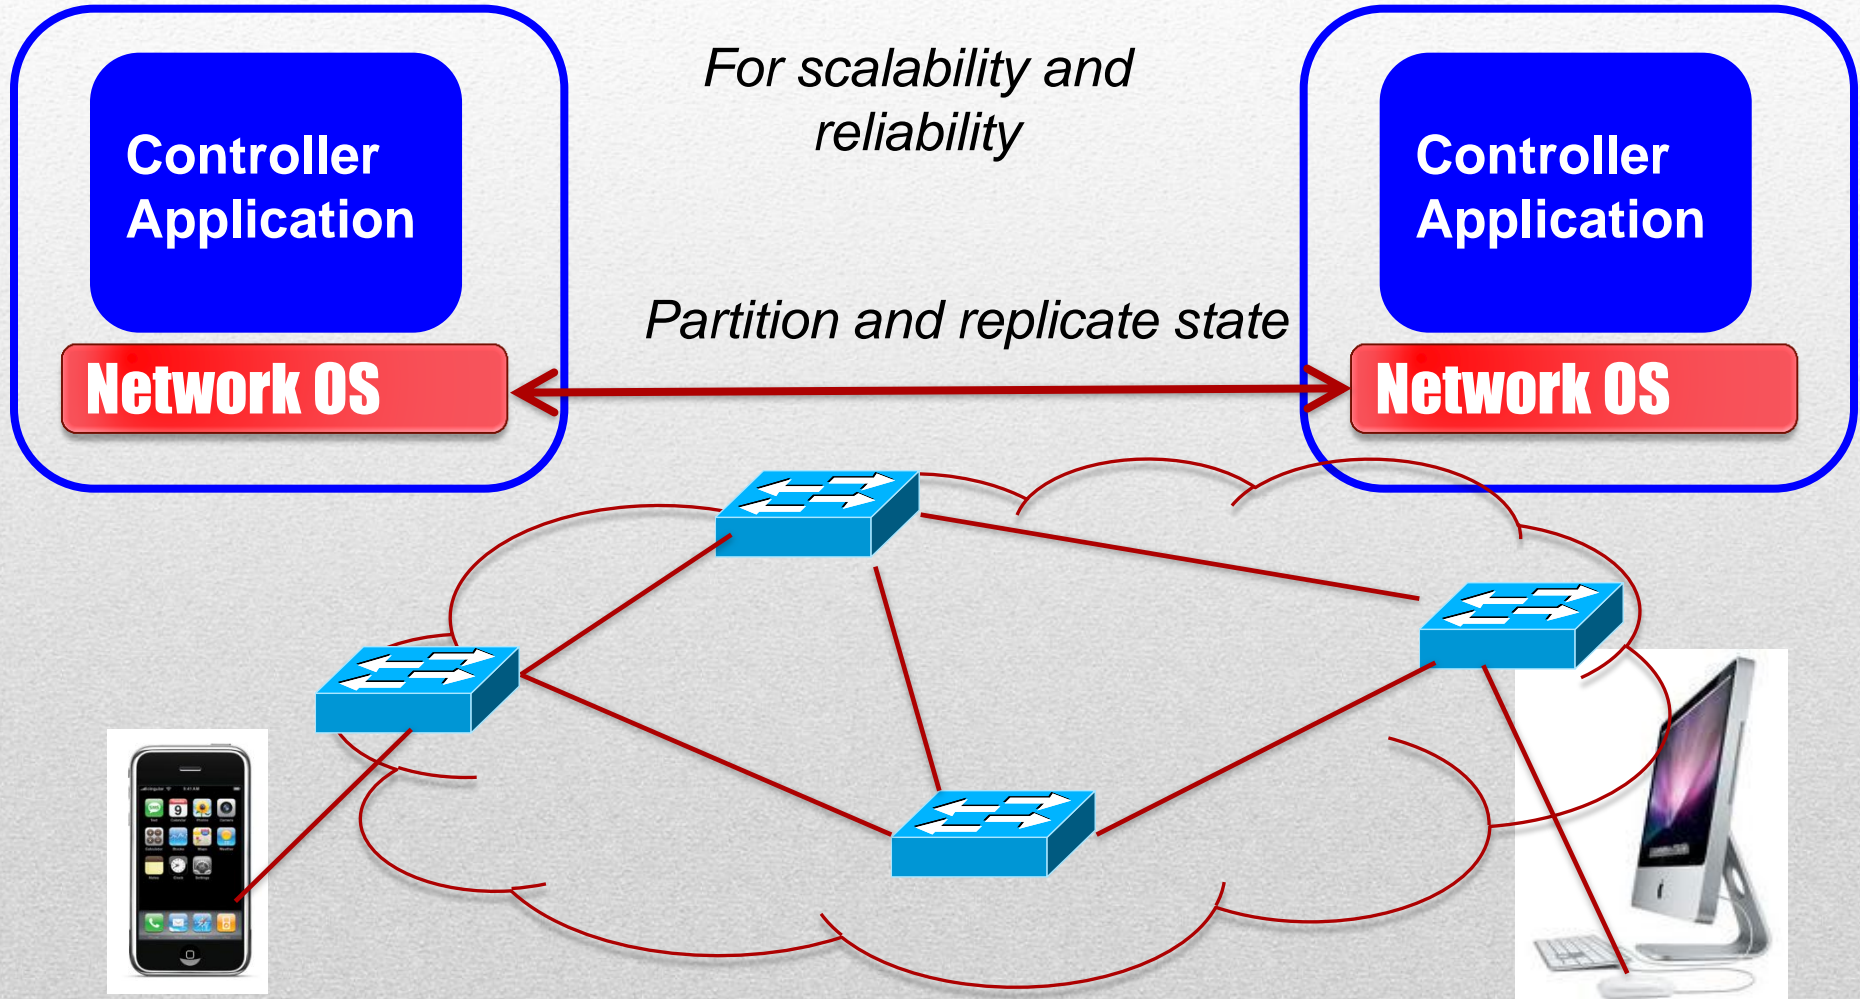 For scalability and
reliability
Controller
Application
Controller
Application
Partition and replicate state
Network OS
Network OS